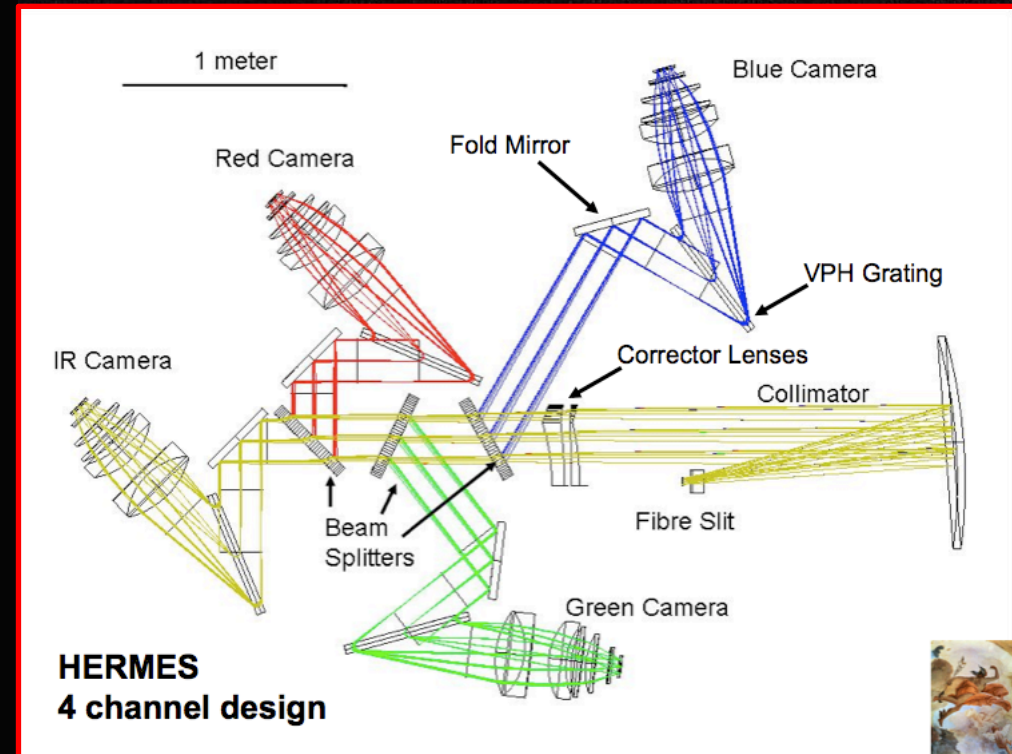 1 meter
Blue Camera
Fold Mirror
Red Camera
VPH Grating
Corrector Lenses
IR Camera
Collimator
Beam
Splitters
Fibre Slit
Green Camera
HERMES
4 channel design